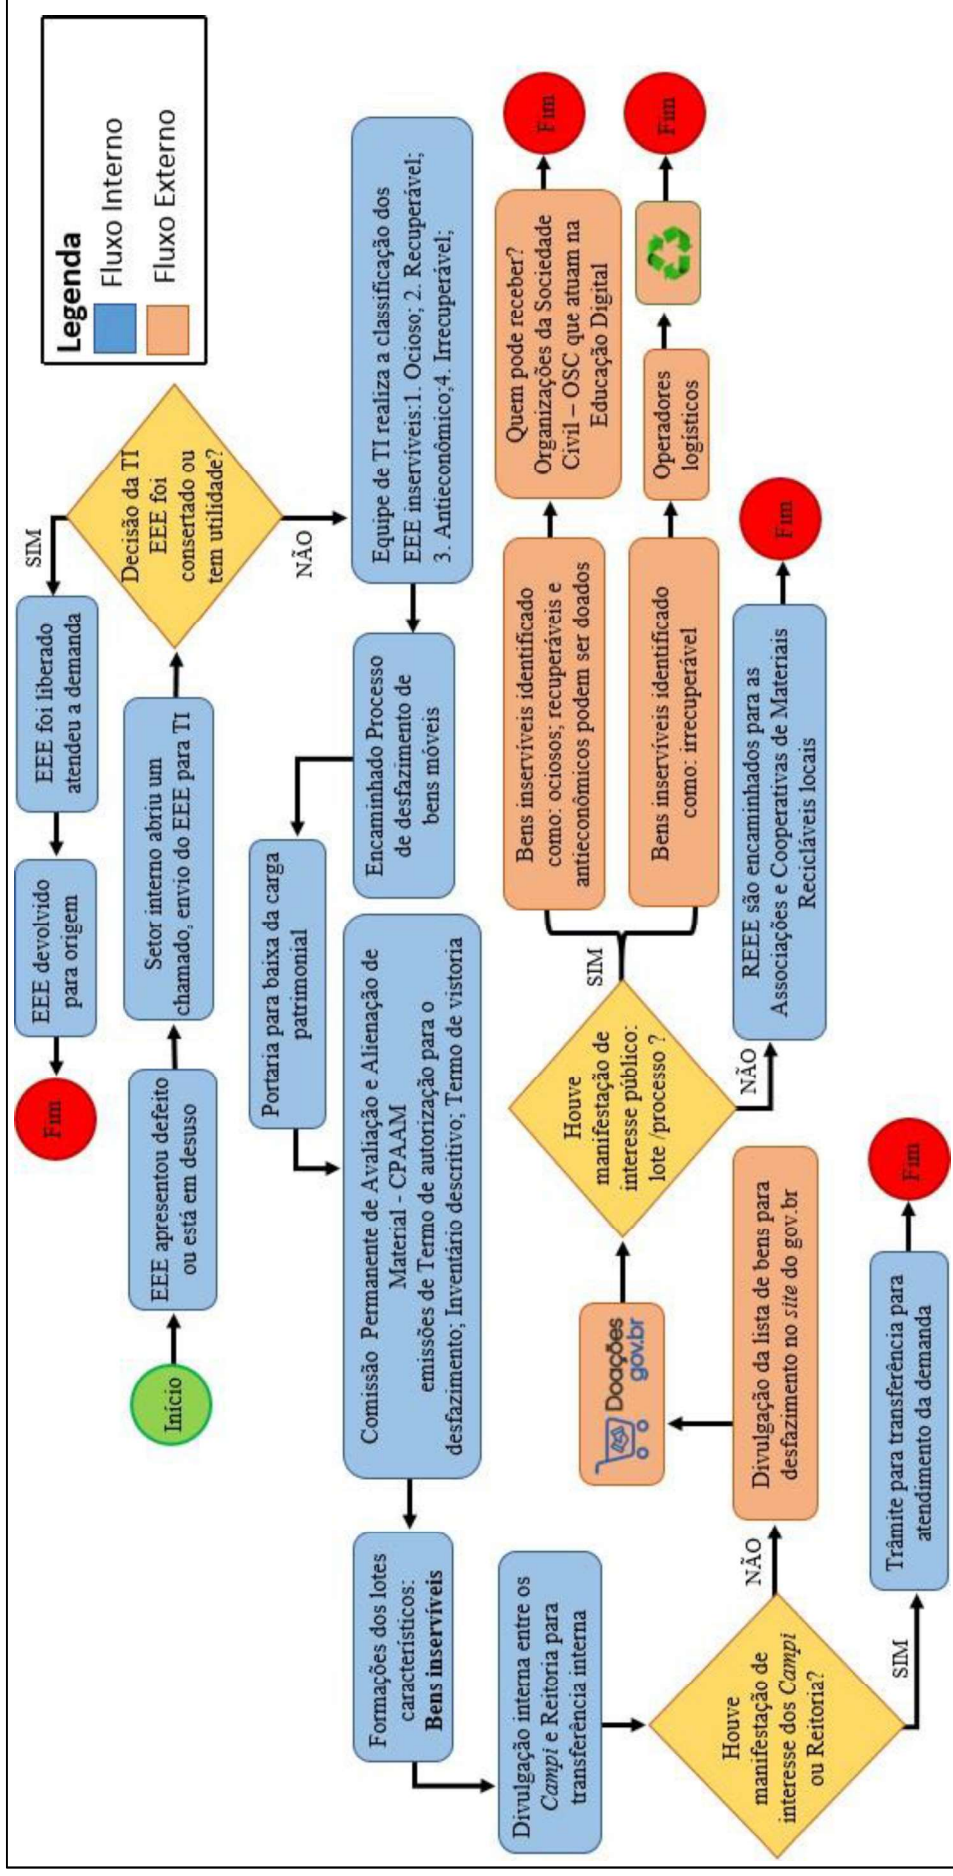 Legenda
Fluxo Interno
Fluxo Externo
Início
EEE apresentou defeito
ou está em desuso
Setor interno abriu um
chamado, envio do EEE para TI
Decisão da TI
EEE foi
consertado ou
tem utilidade?
SIM
EEE foi liberado
atendeu a demanda
EEE devolvido
para origem
Fim
NÃO
Equipe de TI realiza a classificação dos
EEE inservíveis:1. Ocioso; 2. Recuperável;
3. Antieconômico;4. Irrecuperável;
Encaminhado Processo
de desfazimento de
bens móveis
Portaria para baixa da carga
patrimonial
Comissão Permanente de Avaliação e Alienação de
Material - CPAAM
emissões de Termo de autorização para o
desfazimento; Inventário descritivo; Termo de vistoria
Formações dos lotes
característicos:
Bens inservíveis
Divulgação interna entre os
Campi e Reitoria para
transferência interna
Houve
manifestação de
interesse dos Campi
ou Reitoria?
SIM
Trâmite para transferência para
atendimento da demanda
Fim
NÃO
Divulgação da lista de bens para
desfazimento no site do gov.br
Doações
gov.br
Houve
manifestação de
interesse público:
lote /processo ?
SIM
Bens inservíveis identificado
como: ociosos; recuperáveis e
antieconômicos podem ser doados
Quem pode receber?
Organizações da Sociedade
Civil – OSC que atuam na
Educação Digital
Fim
Bens inservíveis identificado
como: irrecuperável
Operadores
logísticos
Fim
NÃO
REEE são encaminhados para as
Associações e Cooperativas de Materiais
Recicláveis locais
Fim